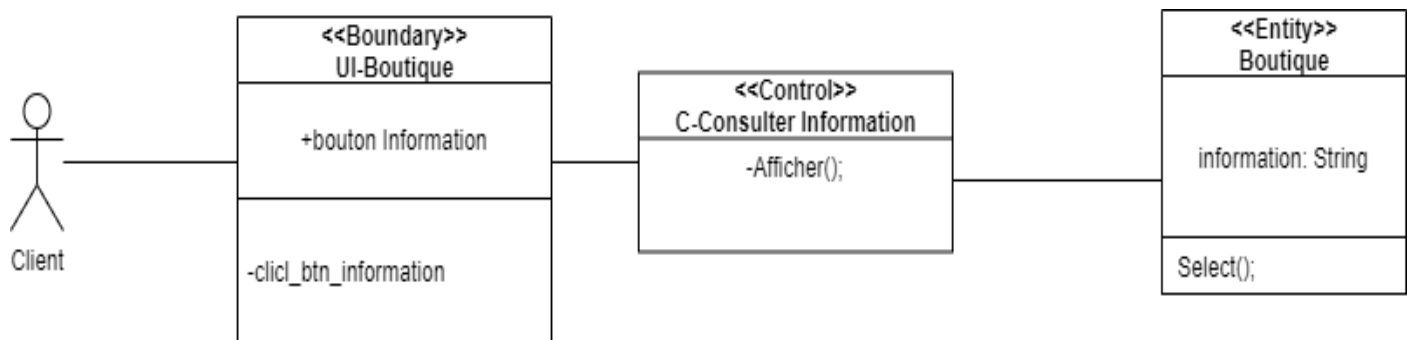 Client
<<Boundary>>
UI-Boutique
+bouton Information
-clicl_btn_information
<<Control>>
C-Consulter Information
-Afficher();
<<Entity>>
Boutique
information: String
Select();